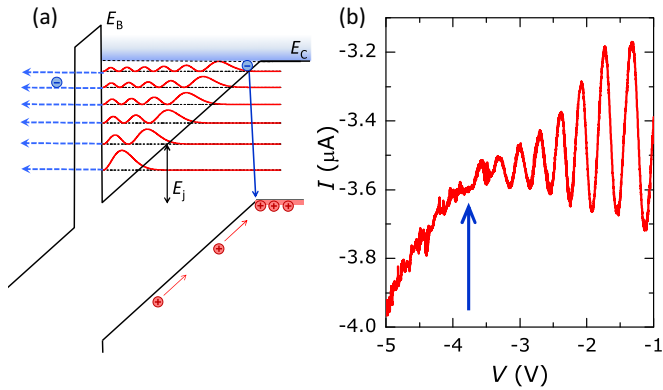 (a)
E_B
E_C
E_j
(b)
-3.2
-3.4
-3.6
-3.8
-4.0
I (μA)
-5 -4 -3 -2 -1
V (V)